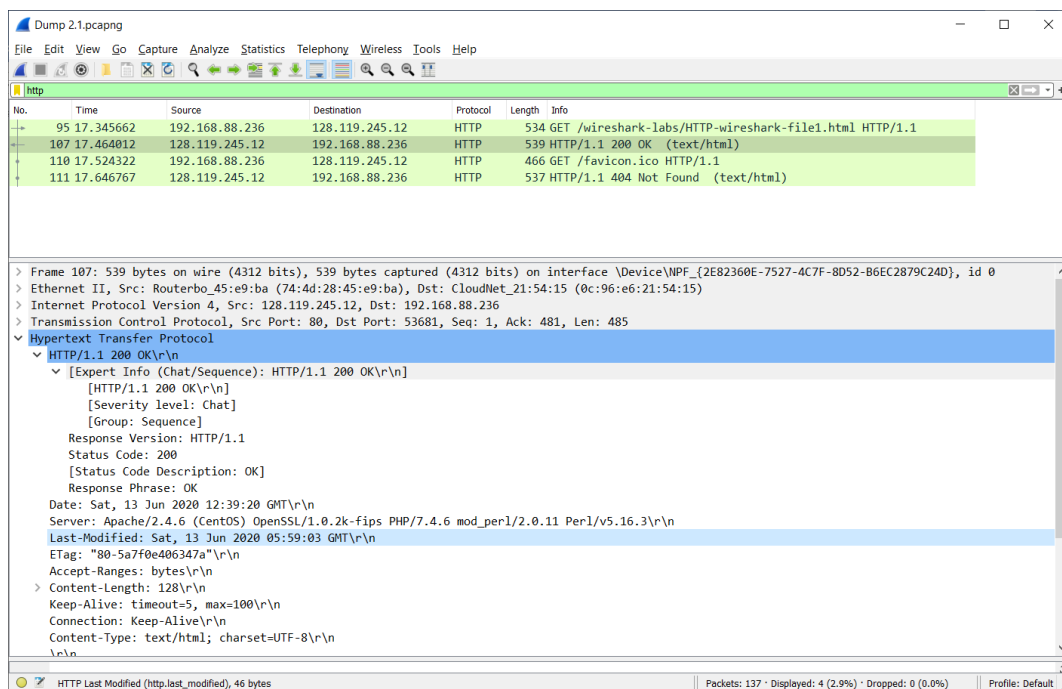 Dump 2.1.pcapng
File Edit View Go Capture Analyze Statistics Telephony Wireless Tools Help
http
No. Time Source Destination Protocol Length Info
95 17.345662 192.168.88.236 128.119.245.12 HTTP 534 GET /wireshark-labs/HTTP-wireshark-file1.html HTTP/1.1
107 17.464012 128.119.245.12 192.168.88.236 HTTP 539 HTTP/1.1 200 OK (text/html)
110 17.524322 192.168.88.236 128.119.245.12 HTTP 466 GET /favicon.ico HTTP/1.1
111 17.646767 128.119.245.12 192.168.88.236 HTTP 537 HTTP/1.1 404 Not Found (text/html)
Frame 107: 539 bytes on wire (4312 bits), 539 bytes captured (4312 bits) on interface \Device\NPF_{2E82360E-7527-4C7F-8D52-B6EC2879C24D}, id 0
Ethernet II, Src: Routerbo_45:e9:ba (74:4d:28:45:e9:ba), Dst: CloudNet_21:54:15 (0c:96:e6:21:54:15)
Internet Protocol Version 4, Src: 128.119.245.12, Dst: 192.168.88.236
Transmission Control Protocol, Src Port: 80, Dst Port: 53681, Seq: 1, Ack: 481, Len: 485
Hypertext Transfer Protocol
HTTP/1.1 200 OK\r\n
[Expert Info (Chat/Sequence): HTTP/1.1 200 OK\r\n]
[HTTP/1.1 200 OK\r\n]
[Severity level: Chat]
[Group: Sequence]
Response Version: HTTP/1.1
Status Code: 200
[Status Code Description: OK]
Response Phrase: OK
Date: Sat, 13 Jun 2020 12:39:20 GMT\r\n
Server: Apache/2.4.6 (CentOS) OpenSSL/1.0.2k-fips PHP/7.4.6 mod_perl/2.0.11 Perl/v5.16.3\r\n
Last-Modified: Sat, 13 Jun 2020 05:59:03 GMT\r\n
ETag: "80-5a7f0e406347a"\r\n
Accept-Ranges: bytes\r\n
Content-Length: 128\r\n
Keep-Alive: timeout=5, max=100\r\n
Connection: Keep-Alive\r\n
Content-Type: text/html; charset=UTF-8\r\n
\r\n
HTTP Last Modified (http.last_modified), 46 bytes Packets: 137 · Displayed: 4 (2.9%) · Dropped: 0 (0.0%) Profile: Default